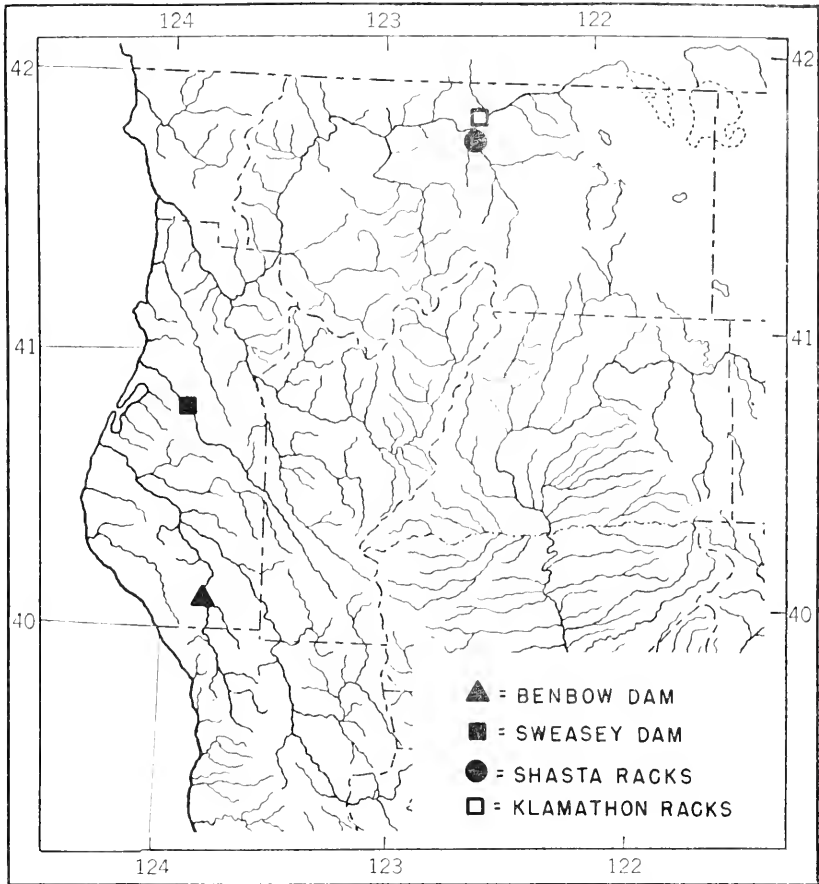 124 123 122
42 42
41 41
40 40
▲ = BENBOW DAM
■ = SWEASEY DAM
● = SHASTA RACKS
□ = KLAMATHON RACKS
124 123 122